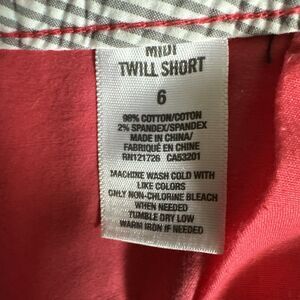 MIDI
TWILL SHORT
6
98% COTTON/COTON
2% SPANDEX/SPANDEX
MADE IN CHINA/
FABRIQUÉ EN CHINE
RN121726 CA53201
MACHINE WASH COLD WITH
LIKE COLORS
ONLY NON-CHLORINE BLEACH
WHEN NEEDED
TUMBLE DRY LOW
WARM IRON IF NEEDED